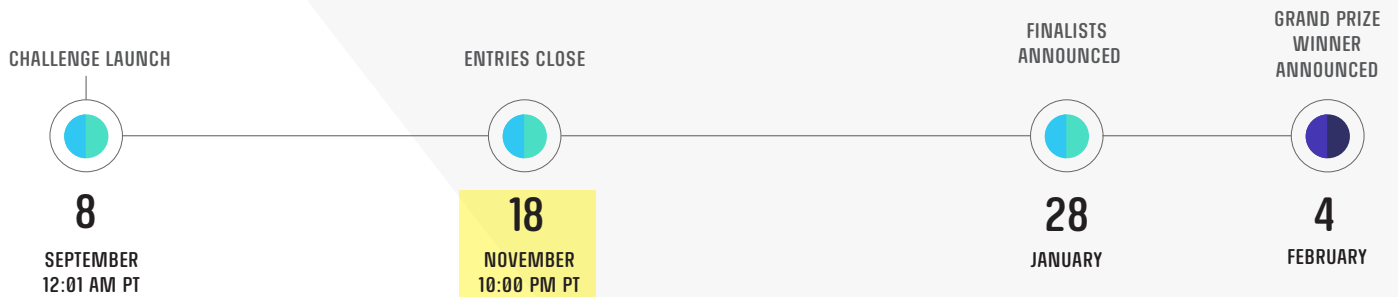 CHALLENGE LAUNCH
8
SEPTEMBER
12:01 AM PT
ENTRIES CLOSE
18
NOVEMBER
10:00 PM PT
FINALISTS
ANNOUNCED
28
JANUARY
GRAND PRIZE
WINNER
ANNOUNCED
4
FEBRUARY